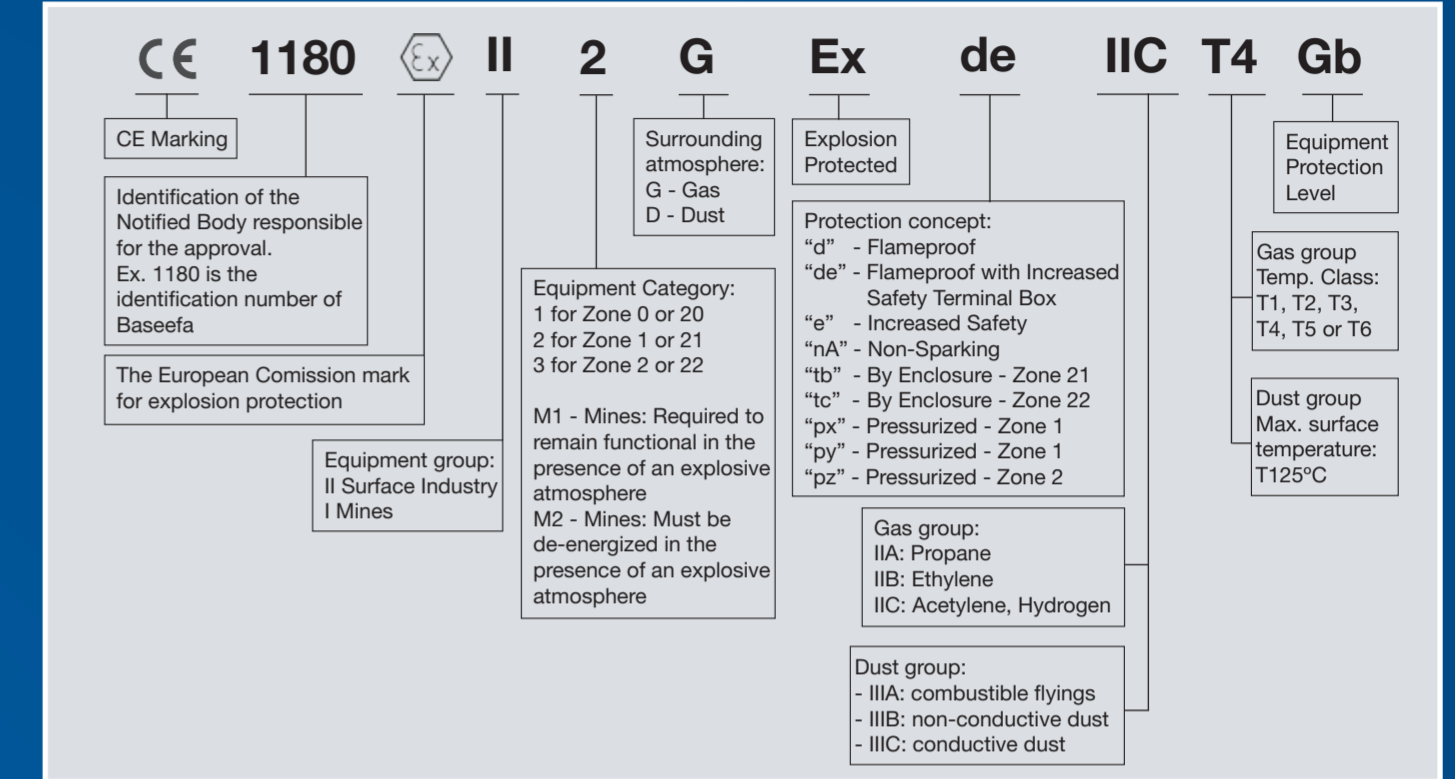 CE 1180 Ex II 2 G Ex de IIC T4 Gb
CE Marking
Identification of the
Notified Body responsible
for the approval.
Ex. 1180 is the
identification number of
Baseefa
The European Comission mark
for explosion protection
Equipment group:
II Surface Industry
I Mines
Equipment Category:
1 for Zone 0 or 20
2 for Zone 1 or 21
3 for Zone 2 or 22
M1 - Mines: Required to
remain functional in the
presence of an explosive
atmosphere
M2 - Mines: Must be
de-energized in the
presence of an explosive
atmosphere
Surrounding
atmosphere:
G - Gas
D - Dust
Explosion
Protected
Protection concept:
“d” - Flameproof
“de” - Flameproof with Increased
Safety Terminal Box
“e” - Increased Safety
“nA” - Non-Sparking
“tb” - By Enclosure - Zone 21
“tc” - By Enclosure - Zone 22
“px” - Pressurized - Zone 1
“py” - Pressurized - Zone 1
“pz” - Pressurized - Zone 2
Gas group:
IIA: Propane
IIB: Ethylene
IIC: Acetylene, Hydrogen
Dust group:
- IIIA: combustible flyings
- IIIB: non-conductive dust
- IIIC: conductive dust
Equipment
Protection
Level
Gas group
Temp. Class:
T1, T2, T3,
T4, T5 or T6
Dust group
Max. surface
temperature:
T125ºC